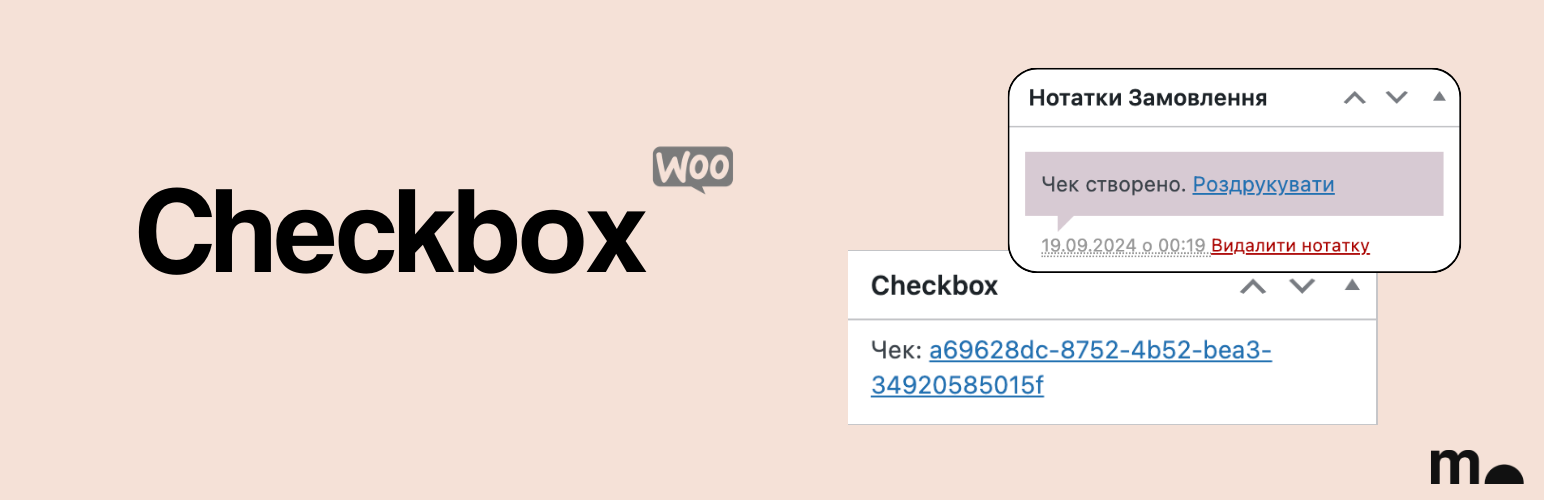 Checkbox
Woo
Нотатки Замовлення
Чек створено. Роздрукувати
19.09.2024 о 00:19 Видалити нотатку
Checkbox
Чек: a69628dc-8752-4b52-bea3-
34920585015f
m